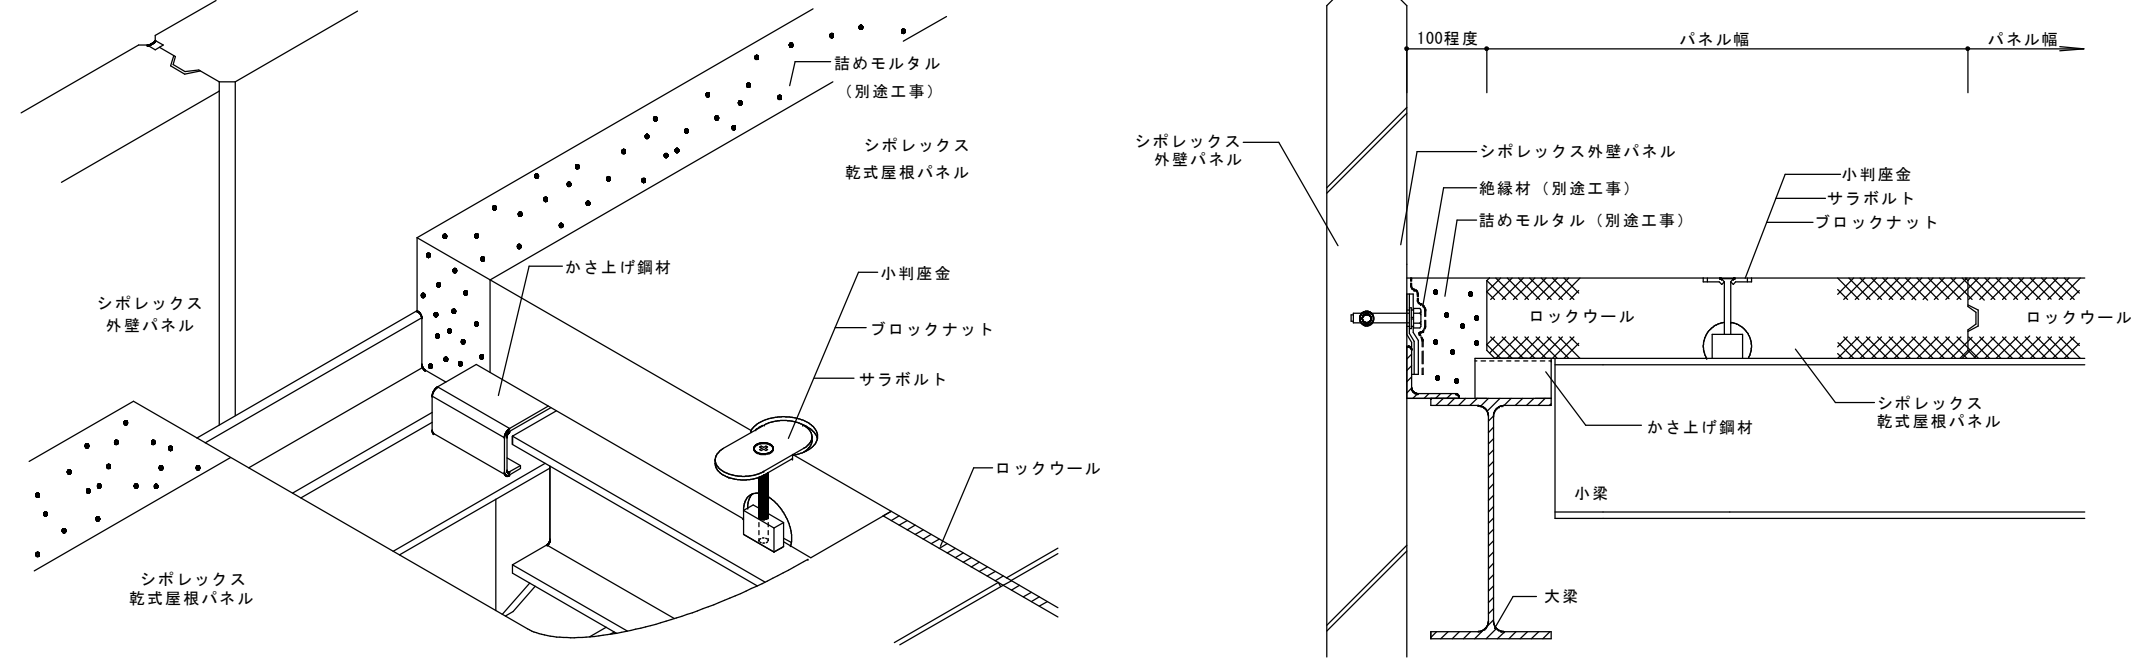 詰めモルタル
（別途工事）
シポレックス
乾式屋根パネル
かさ上げ鋼材
小判座金
ブロックナット
サラボルト
シポレックス
外壁パネル
ロックウール
シポレックス
乾式屋根パネル
100程度
パネル幅
パネル幅
シポレックス
外壁パネル
シポレックス外壁パネル
絶縁材（別途工事）
詰めモルタル（別途工事）
小判座金
サラボルト
ブロックナット
ロックウール
ロックウール
シポレックス
乾式屋根パネル
かさ上げ鋼材
小梁
大梁